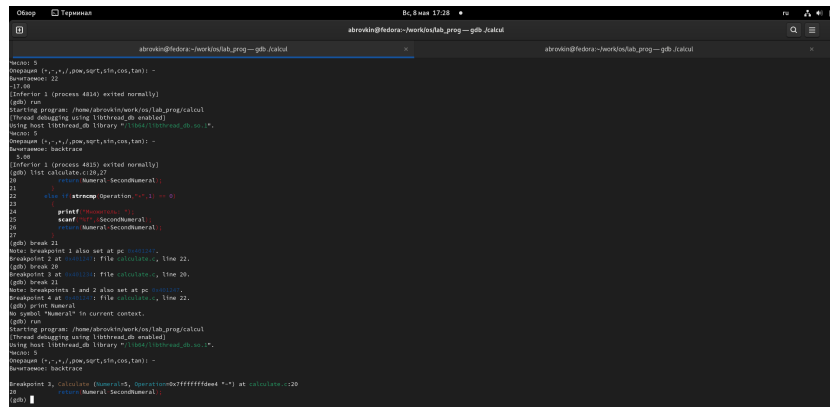 Обзор Терминал Вс, 8 мая 17:28 ru
abrovkin@fedora:~/work/os/lab_prog — gdb ./calcul
abrovkin@fedora:~/work/os/lab_prog — gdb ./calcul × abrovkin@fedora:~/work/os/lab_prog — gdb ./calcul ×
Число: 5
Операция (+,-,*,/,pow,sqrt,sin,cos,tan): -
Вычитаемое: 22
-17.00
[Inferior 1 (process 4814) exited normally]
(gdb) run
Starting program: /home/abrovkin/work/os/lab_prog/calcul
[Thread debugging using libthread_db enabled]
Using host libthread_db library "/lib64/libthread_db.so.1".
Число: 5
Операция (+,-,*,/,pow,sqrt,sin,cos,tan): -
Вычитаемое: backtrace
5.00
[Inferior 1 (process 4815) exited normally]
(gdb) list calculate.c:20,27
20 return(Numeral-SecondNumeral);
21 }
22 else if(strncmp(Operation,"*",1) == 0)
23 {
24 printf("Множитель: ");
25 scanf("%f",&SecondNumeral);
26 return(Numeral*SecondNumeral);
27 }
(gdb) break 21
Note: breakpoint 1 also set at pc
Breakpoint 2 at : file calculate.c, line 22.
(gdb) break 20
Breakpoint 3 at : file calculate.c, line 20.
(gdb) break 21
Note: breakpoints 1 and 2 also set at pc
Breakpoint 4 at : file calculate.c, line 22.
(gdb) print Numeral
No symbol "Numeral" in current context.
(gdb) run
Starting program: /home/abrovkin/work/os/lab_prog/calcul
[Thread debugging using libthread_db enabled]
Using host libthread_db library "/lib64/libthread_db.so.1".
Число: 5
Операция (+,-,*,/,pow,sqrt,sin,cos,tan): -
Вычитаемое: backtrace
Breakpoint 3, Calculate (Numeral=5, Operation=0x7fffffffdee4 "-") at calculate.c:20
20 return(Numeral-SecondNumeral);
(gdb)